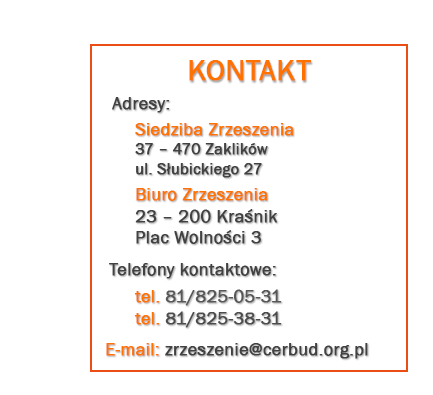 KONTAKT
Adresy:
Siedziba Zrzeszenia
37 – 470 Zaklików
ul. Słubickiego 27
Biuro Zrzeszenia
23 – 200 Kraśnik
Plac Wolności 3
Telefony kontaktowe:
tel. 81/825-05-31
tel. 81/825-38-31
E-mail: zrzeszenie@cerbud.org.pl